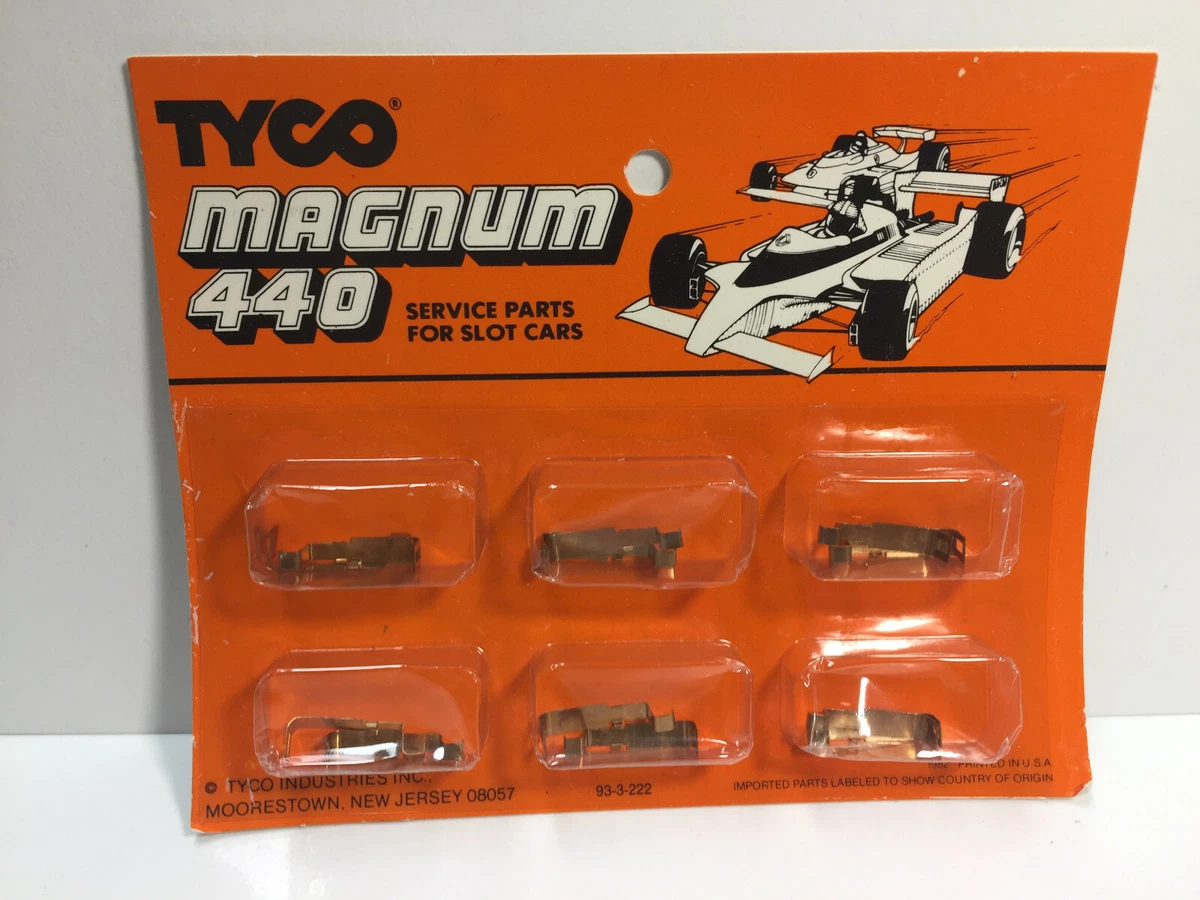 TYCO®
MAGNUM
440
SERVICE PARTS
FOR SLOT CARS
© TYCO INDUSTRIES INC.,
MOORESTOWN, NEW JERSEY 08057
93-3-222
1982 PRINTED IN U.S.A
IMPORTED PARTS LABELED TO SHOW COUNTRY OF ORIGIN